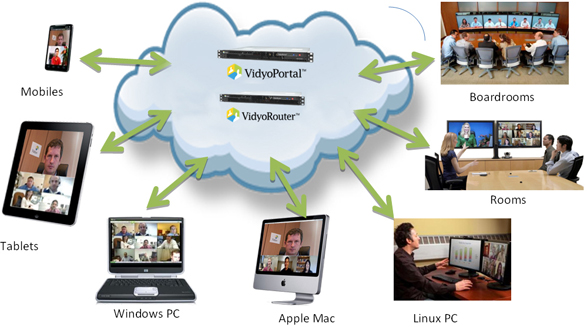 VidyoPortal™
VidyoRouter™
Mobiles
Boardrooms
Tablets
Rooms
Windows PC
Apple Mac
Linux PC